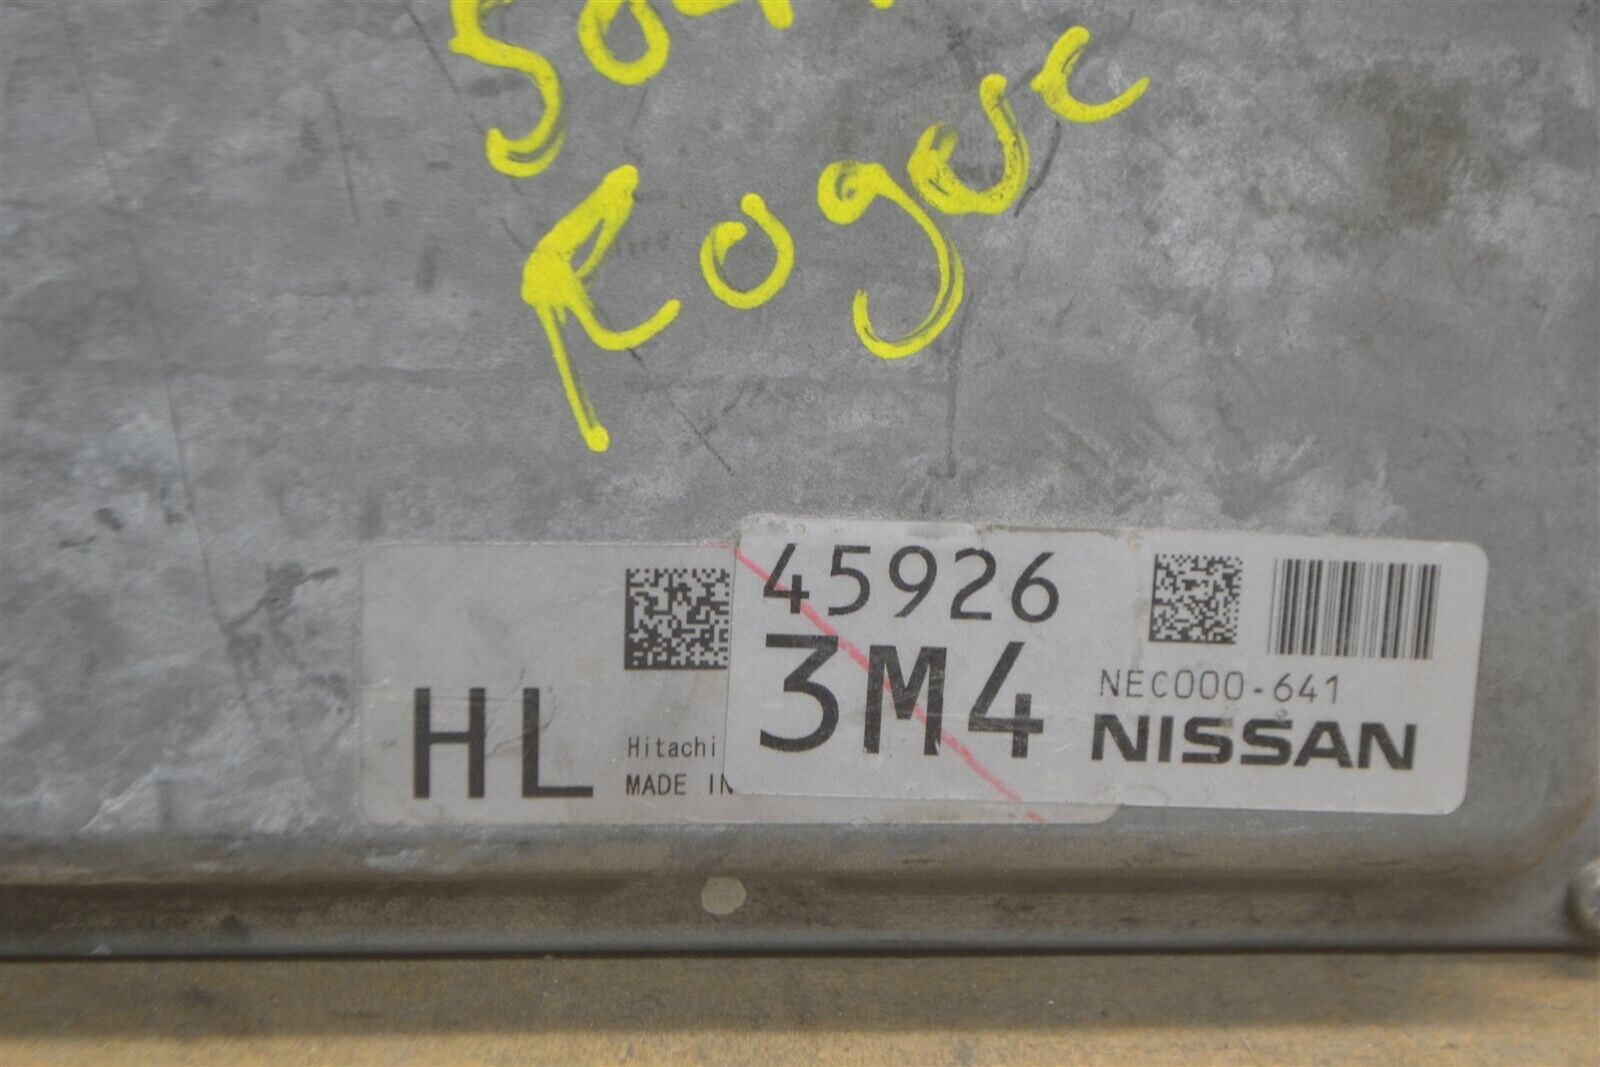 Rogue
45926
3M4
NEC000-641
NISSAN
HL
Hitachi
MADE IN